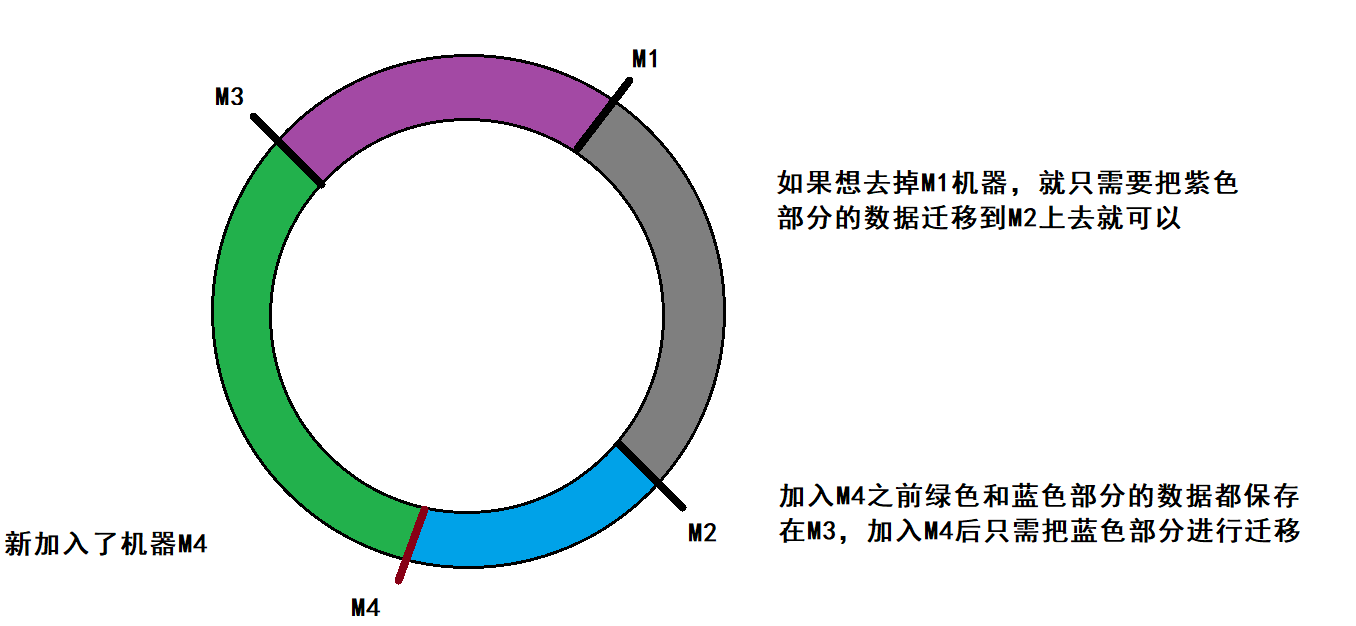 M1
M3
如果想去掉M1机器，就只需要把紫色
部分的数据迁移到M2上去就可以
加入M4之前绿色和蓝色部分的数据都保存
在M3，加入M4后只需把蓝色部分进行迁移
M2
新加入了机器M4
M4